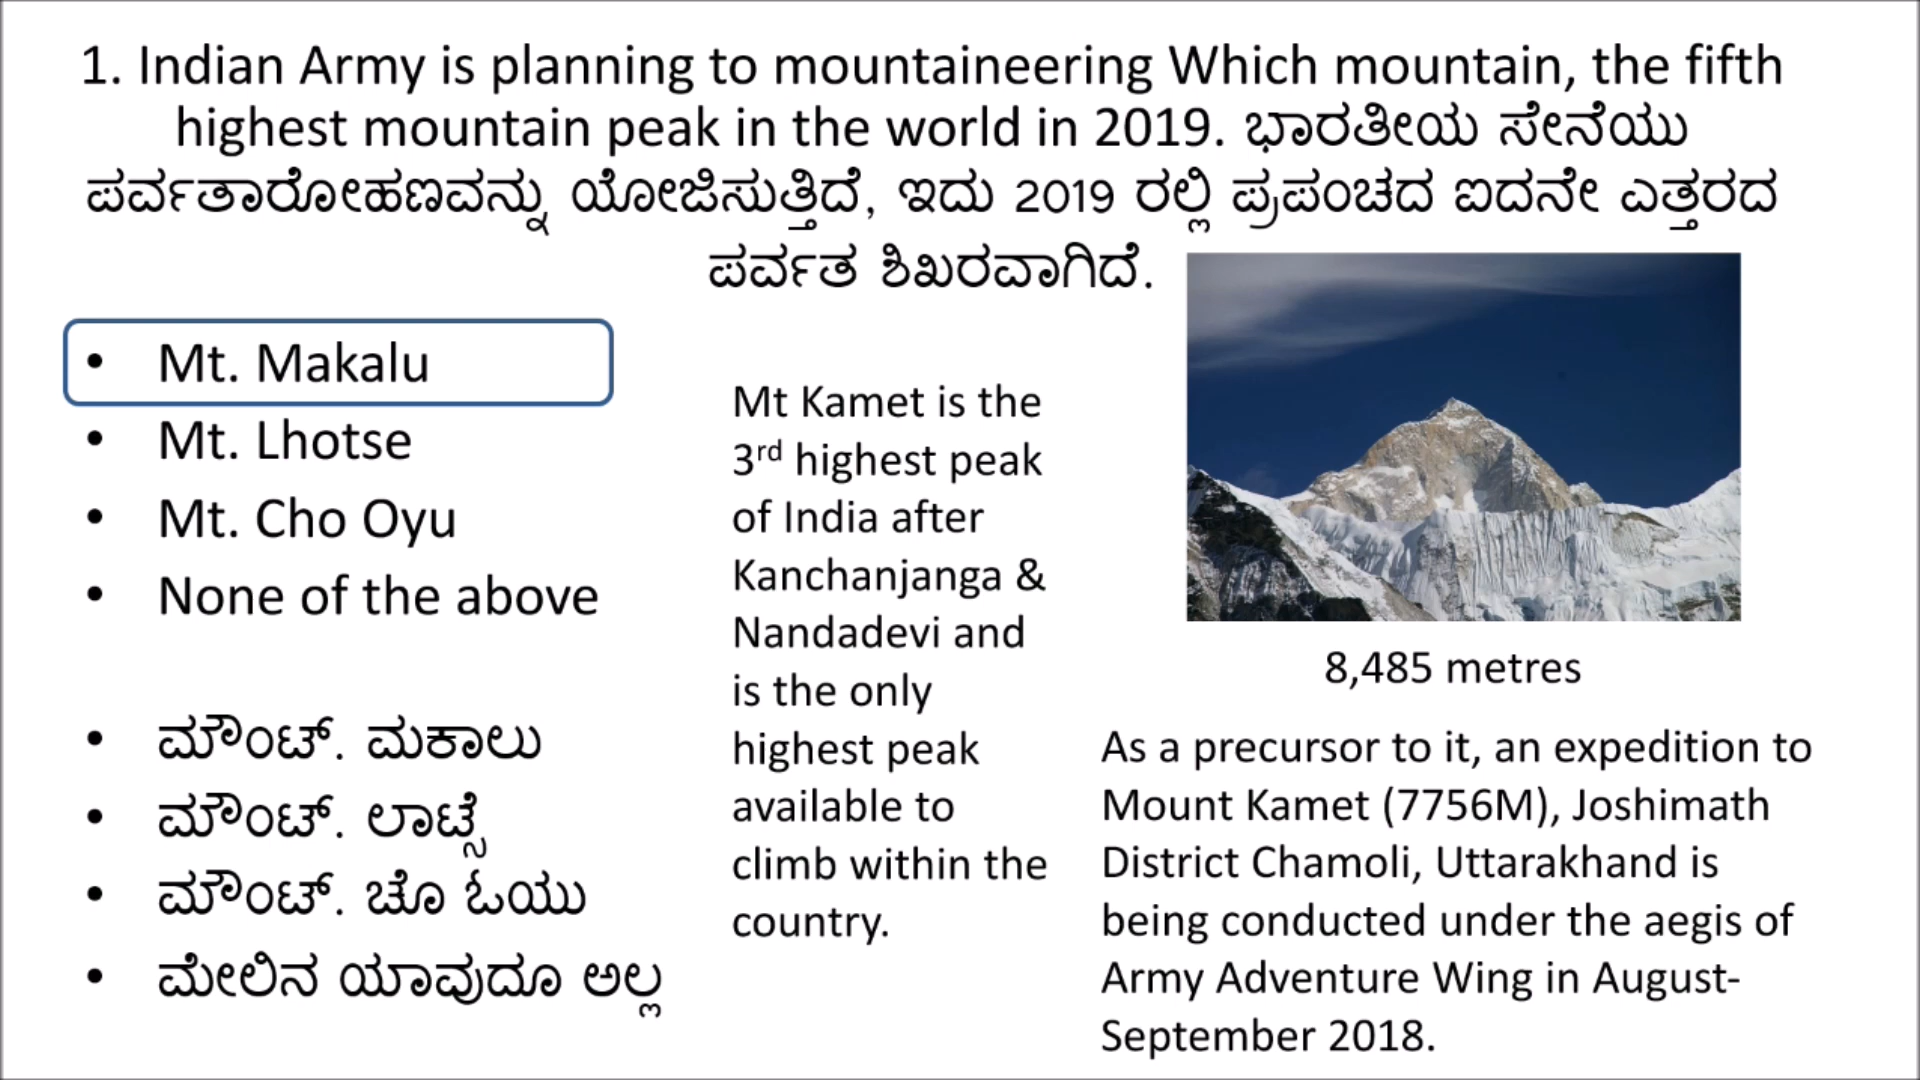 1. Indian Army is planning to mountaineering Which mountain, the fifth
highest mountain peak in the world in 2019. ಭಾರತೀಯ ಸೇನೆಯು
ಪರ್ವತಾರೋಹಣವನ್ನು ಯೋಜಿಸುತ್ತಿದೆ, ಇದು 2019 ರಲ್ಲಿ ಪ್ರಪಂಚದ ಐದನೇ ಎತ್ತರದ
ಪರ್ವತ ಶಿಖರವಾಗಿದೆ.
• Mt. Makalu
• Mt. Lhotse
• Mt. Cho Oyu
• None of the above
• ಮೌಂಟ್. ಮಕಾಲು
• ಮೌಂಟ್. ಲಾಟ್ಸೆ
• ಮೌಂಟ್. ಚೊ ಓಯು
• ಮೇಲಿನ ಯಾವುದೂ ಅಲ್ಲ
Mt Kamet is the
3rd highest peak
of India after
Kanchanjanga &
Nandadevi and
is the only
highest peak
available to
climb within the
country.
8,485 metres
As a precursor to it, an expedition to
Mount Kamet (7756M), Joshimath
District Chamoli, Uttarakhand is
being conducted under the aegis of
Army Adventure Wing in August-
September 2018.